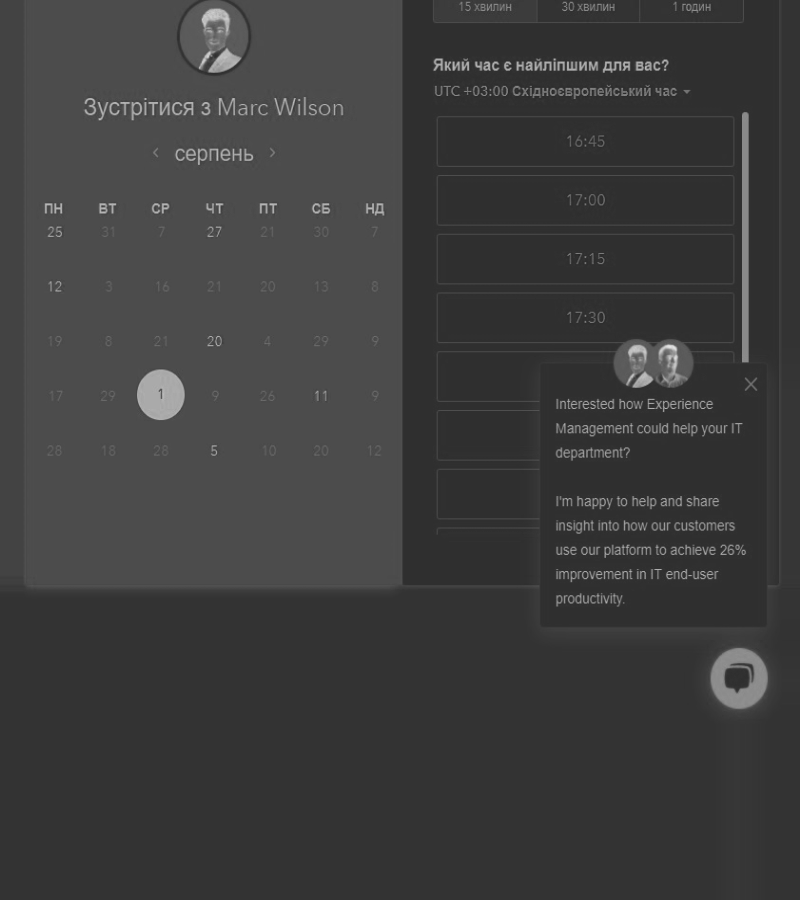 Зустрітися з Marc Wilson
серпень
ПН ВТ СР ЧТ ПТ СБ НД
25 31 7 27 21 30 7
12 3 16 21 20 13 8
19 8 21 20 4 29 9
17 29 1 9 26 11 9
28 18 28 5 10 20 12
15 хвилин 30 хвилин 1 годин
Який час є найліпшим для вас?
UTC +03:00 Східноєвропейський час
16:45
17:00
17:15
17:30
Interested how Experience
Management could help your IT
department?
I'm happy to help and share
insight into how our customers
use our platform to achieve 26%
improvement in IT end-user
productivity.